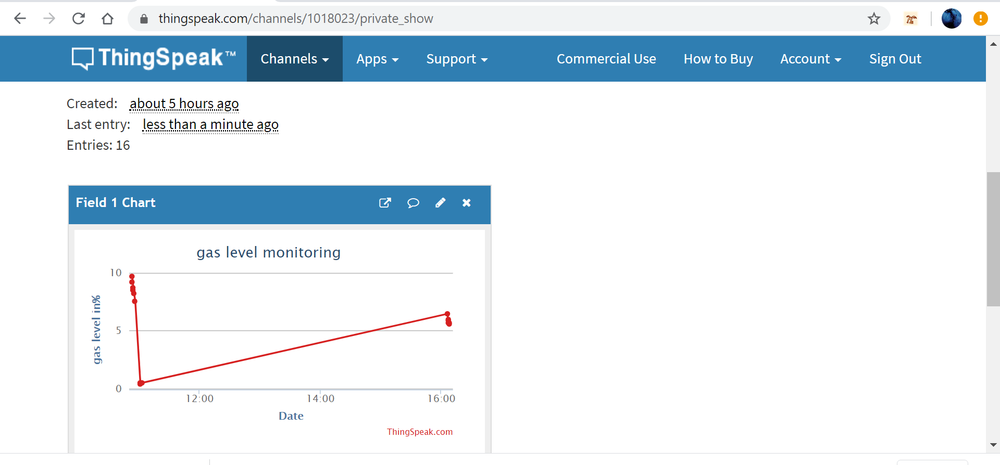 thingspeak.com/channels/1018023/private_show
ThingSpeak™ Channels Apps Support Commercial Use How to Buy Account Sign Out
Created: about 5 hours ago
Last entry: less than a minute ago
Entries: 16
Field 1 Chart
gas level monitoring
10
5
0
gas level in%
12:00 14:00 16:00
Date
ThingSpeak.com